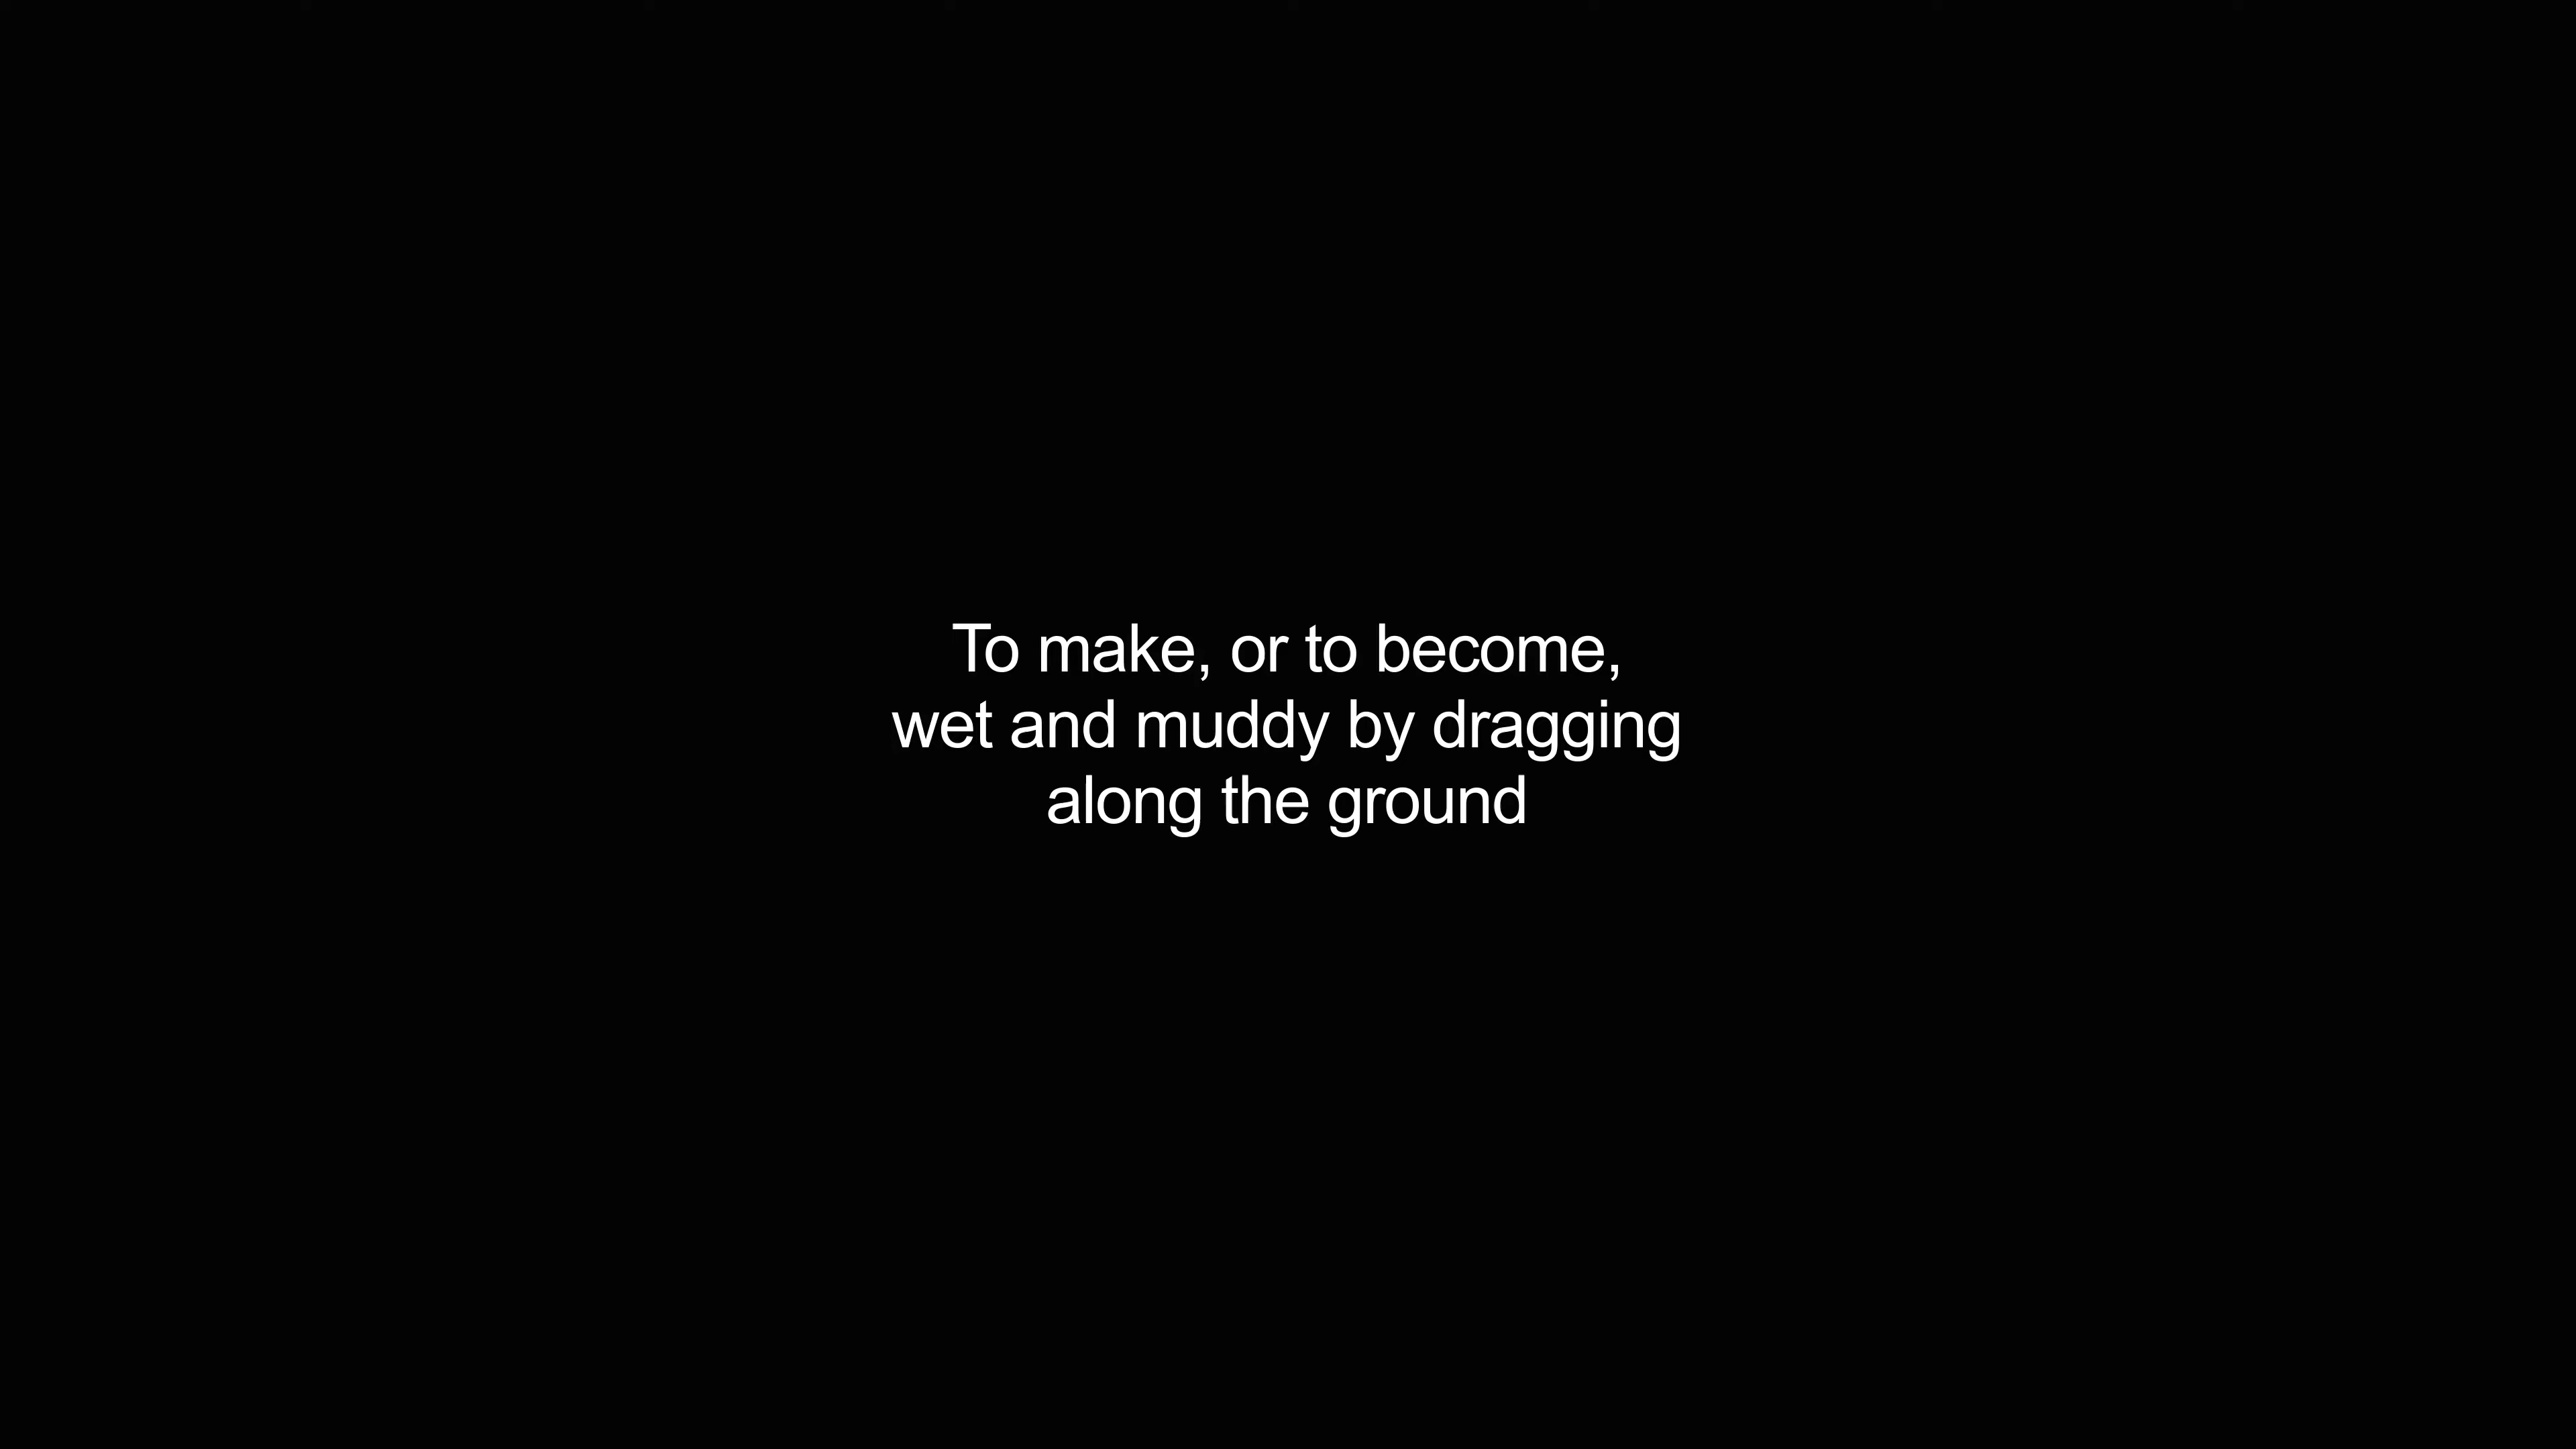 To make, or to become,
wet and muddy by dragging
along the ground